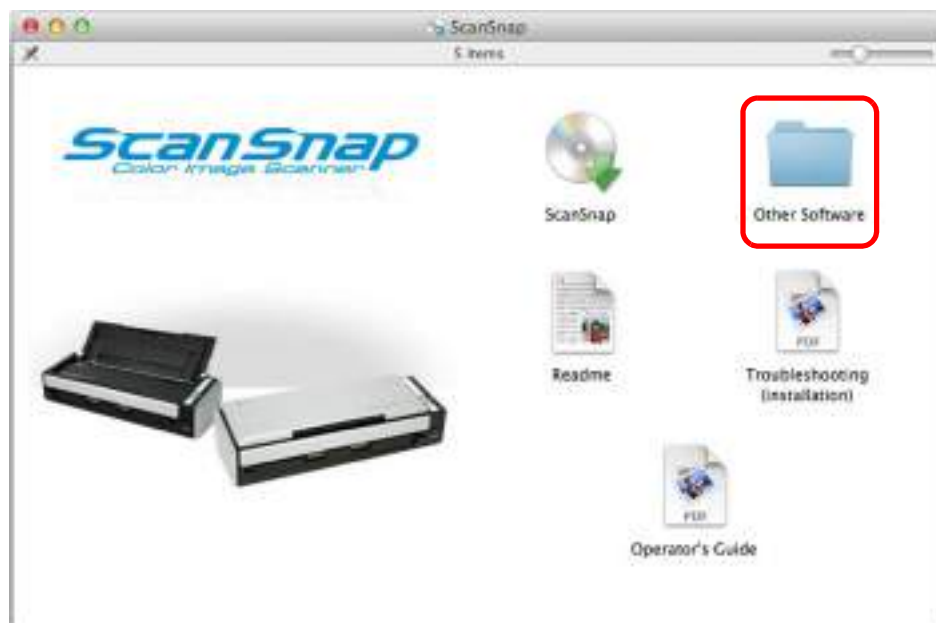 ScanSnap
5 items
ScanSnap
Color Image Scanner
ScanSnap
Other Software
Readme
PDF
Troubleshooting
(installation)
PDF
Operator's Guide